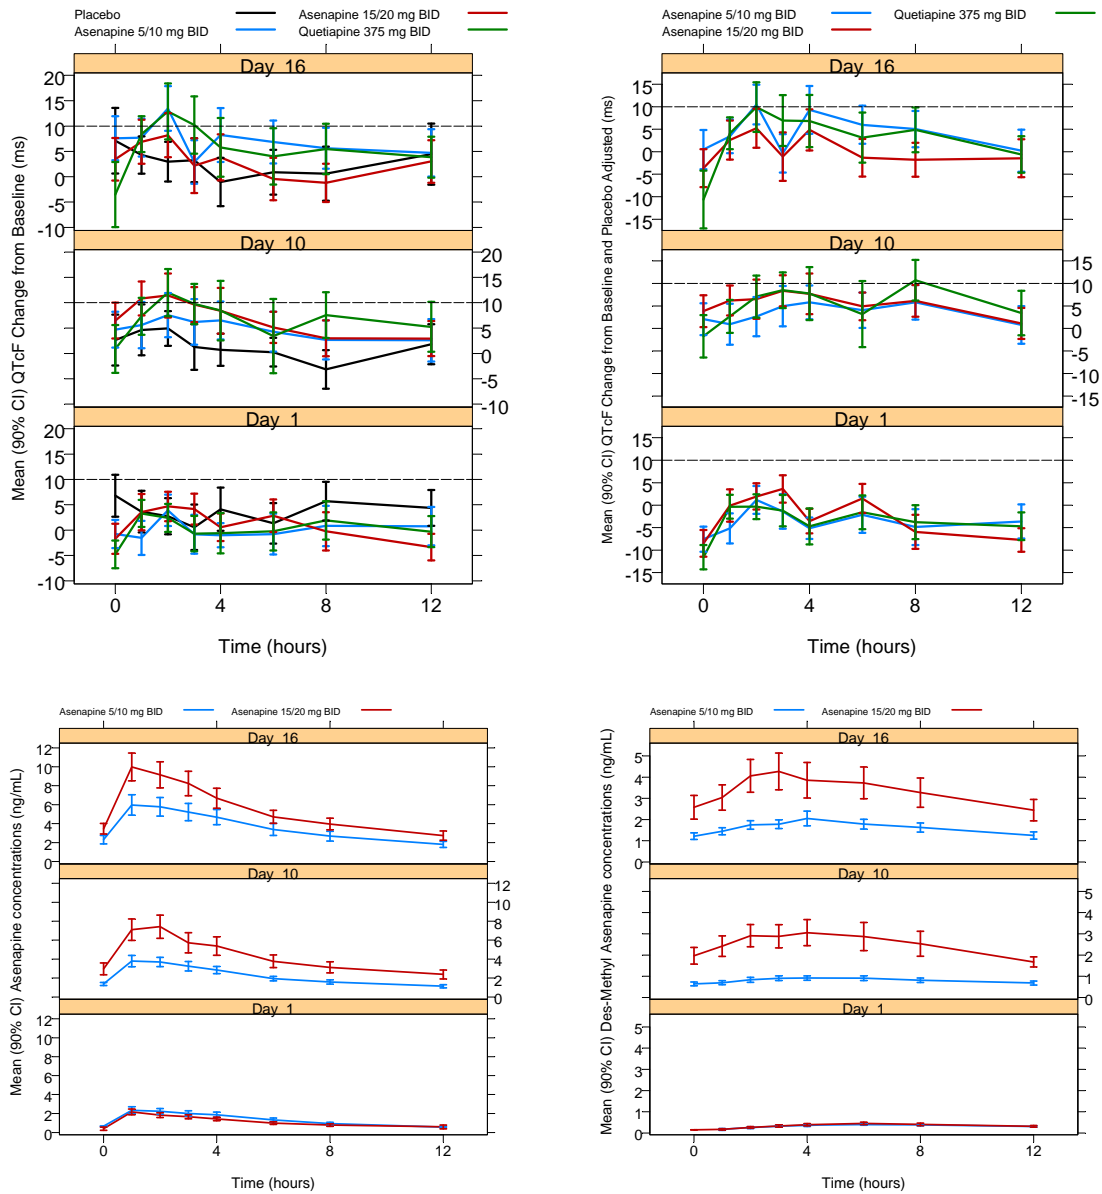 Placebo
Asenapine 15/20 mg BID
Asenapine 5/10 mg BID
Quetiapine 375 mg BID
Mean (90% CI) QTcF Change from Baseline (ms)
Day 16
20
15
10
5
0
-5
-10
Day 10
20
15
10
5
0
-5
-10
Day 1
20
15
10
5
0
-5
-10
0 4 8 12
Time (hours)
Asenapine 5/10 mg BID
Quetiapine 375 mg BID
Asenapine 15/20 mg BID
Mean (90% CI) QTcF Change from Baseline and Placebo Adjusted (ms)
Day 16
15
10
5
0
-5
-10
-15
Day 10
15
10
5
0
-5
-10
-15
Day 1
15
10
5
0
-5
-10
-15
0 4 8 12
Time (hours)
Asenapine 5/10 mg BID
Asenapine 15/20 mg BID
Mean (90% CI) Asenapine concentrations (ng/mL)
Day 16
12
10
8
6
4
2
0
Day 10
12
10
8
6
4
2
0
Day 1
12
10
8
6
4
2
0
0 4 8 12
Time (hours)
Asenapine 5/10 mg BID
Asenapine 15/20 mg BID
Mean (90% CI) Des-Methyl Asenapine concentrations (ng/mL)
Day 16
5
4
3
2
1
0
Day 10
5
4
3
2
1
0
Day 1
5
4
3
2
1
0
0 4 8 12
Time (hours)